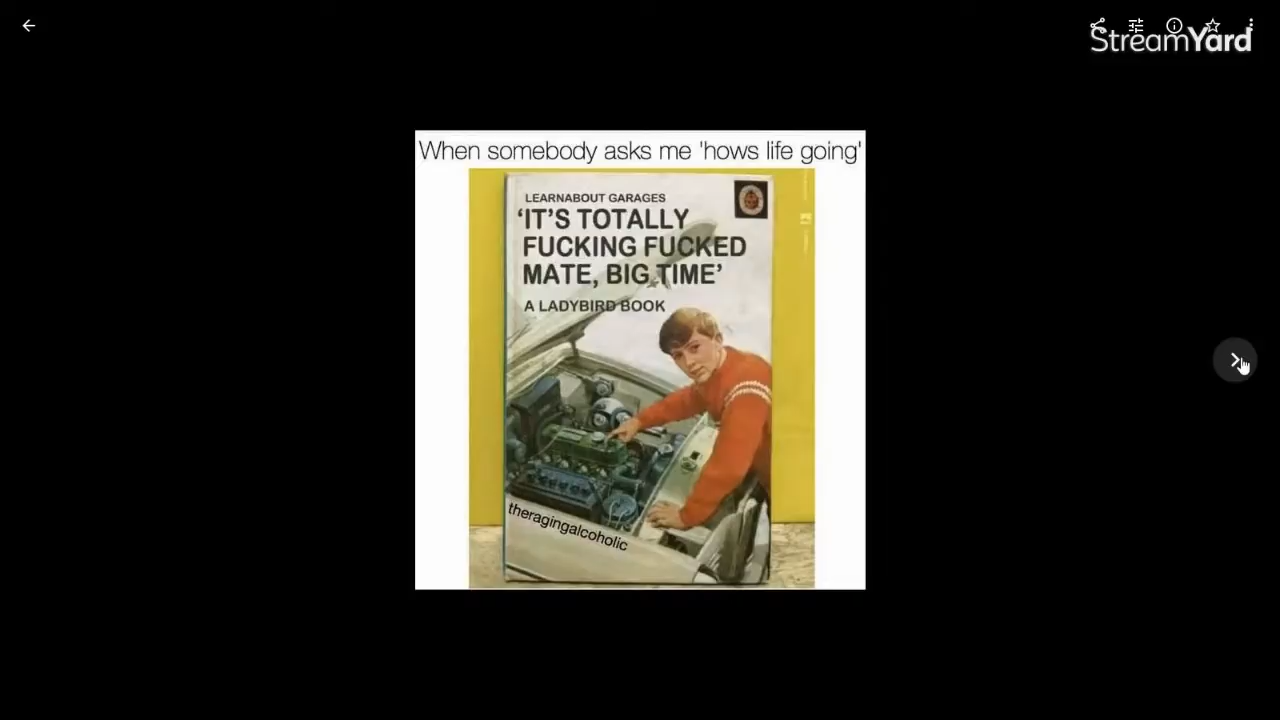 StreamYard
When somebody asks me 'hows life going'
LEARNABOUT GARAGES
'IT'S TOTALLY
FUCKING FUCKED
MATE, BIG TIME'
A LADYBIRD BOOK
theragingalcoholic